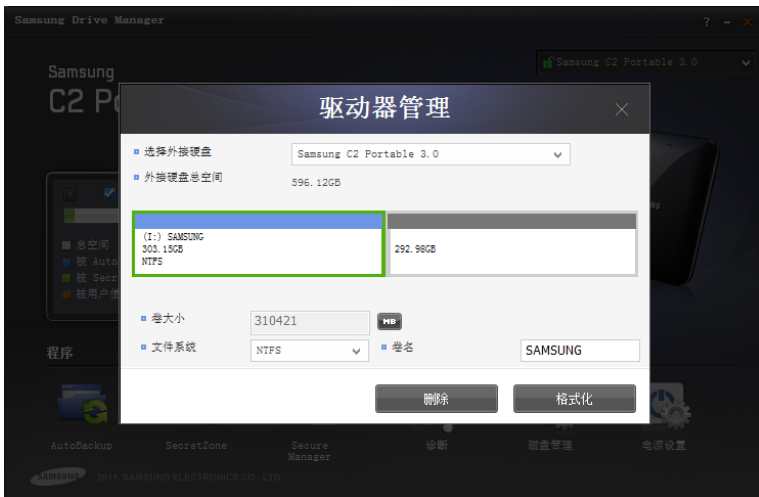 Samsung Drive Manager
? - ×
Samsung C2 Portable 3.0
Samsung
C2 P
驱动器管理
选择外接硬盘
Samsung C2 Portable 3.0
外接硬盘总空间
596.12GB
(I:) SAMSUNG
303.15GB
NTFS
292.98GB
总空间
被 Auto
被 Secr
被用户使
卷大小
310421
MB
文件系统
NTFS
卷名
SAMSUNG
程序
删除
格式化
AutoBackup
SecretZone
Secure
Manager
诊断
磁盘管理
电源设置
SAMSUNG 2011 SAMSUNG ELECTRONICS CO., LTD.